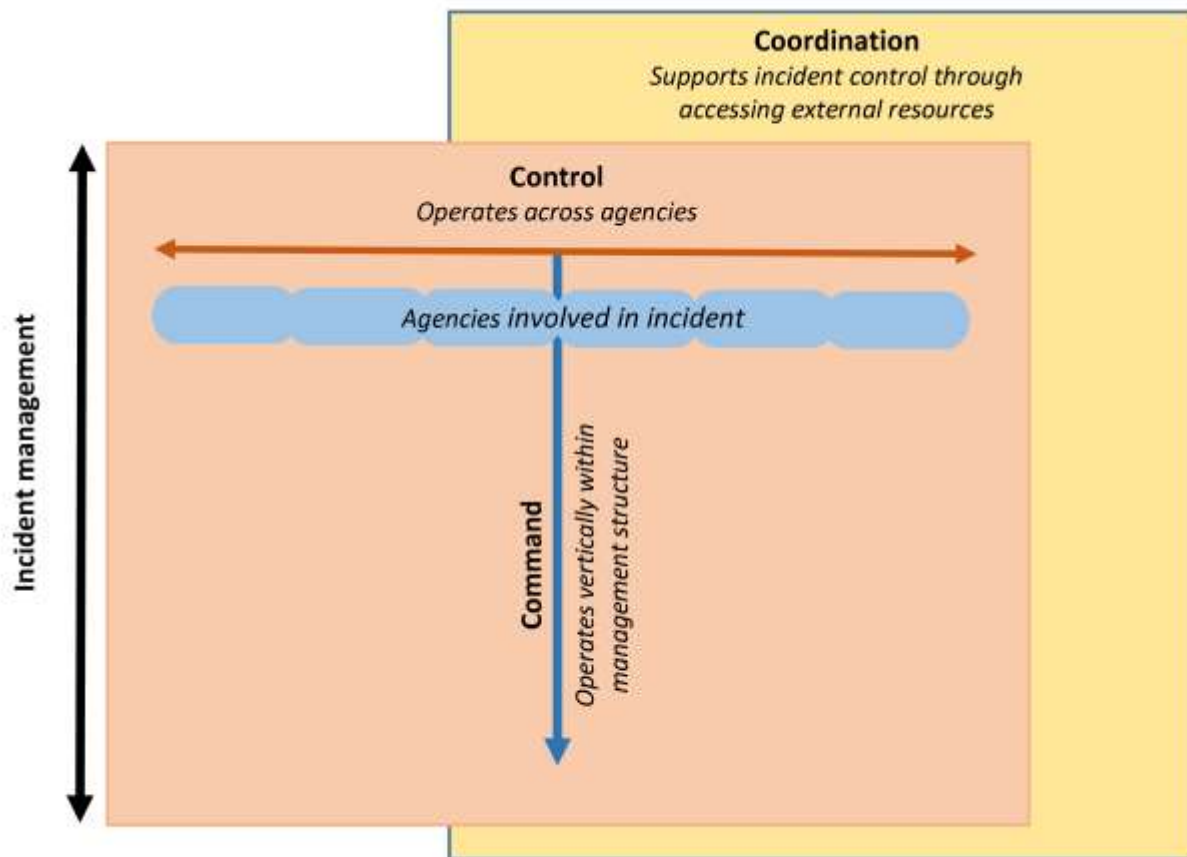 Coordination
Supports incident control through
accessing external resources
Control
Operates across agencies
Agencies involved in incident
Incident management
Command
Operates vertically within
management structure